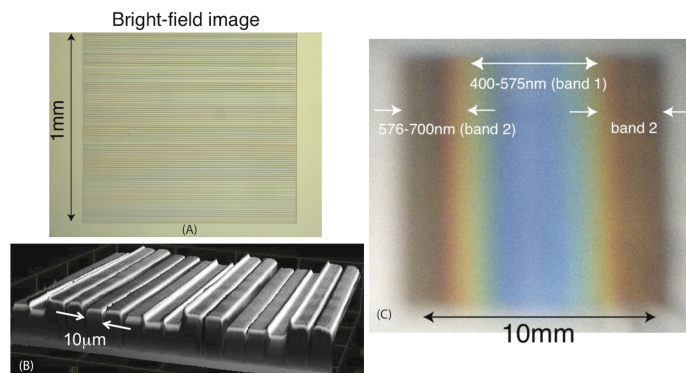 Bright-field image
1mm
(A)
10μm
(B)
400-575nm (band 1)
576-700nm (band 2)
band 2
(C)
10mm